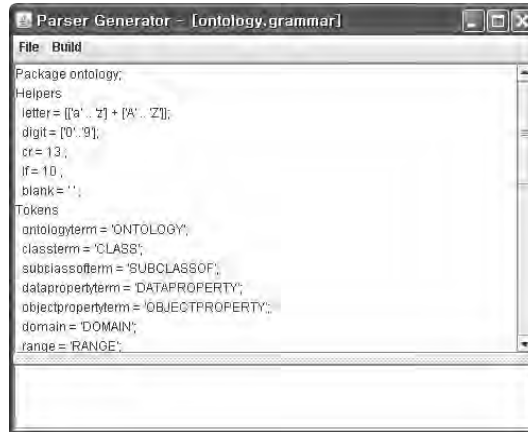 Parser Generator - [ontology.grammar]
File Build
Package ontology;
Helpers
letter = [['a' .. 'z'] + ['A' .. 'Z']];
digit = ['0'..'9'];
cr = 13 ;
lf = 10 ;
blank = ' ' ;
Tokens
ontologyterm = 'ONTOLOGY';
classterm = 'CLASS';
subclassofterm = 'SUBCLASSOF';
datapropertyterm = 'DATAPROPERTY';
objectpropertyterm = 'OBJECTPROPERTY';
domain = 'DOMAIN';
range = 'RANGE';